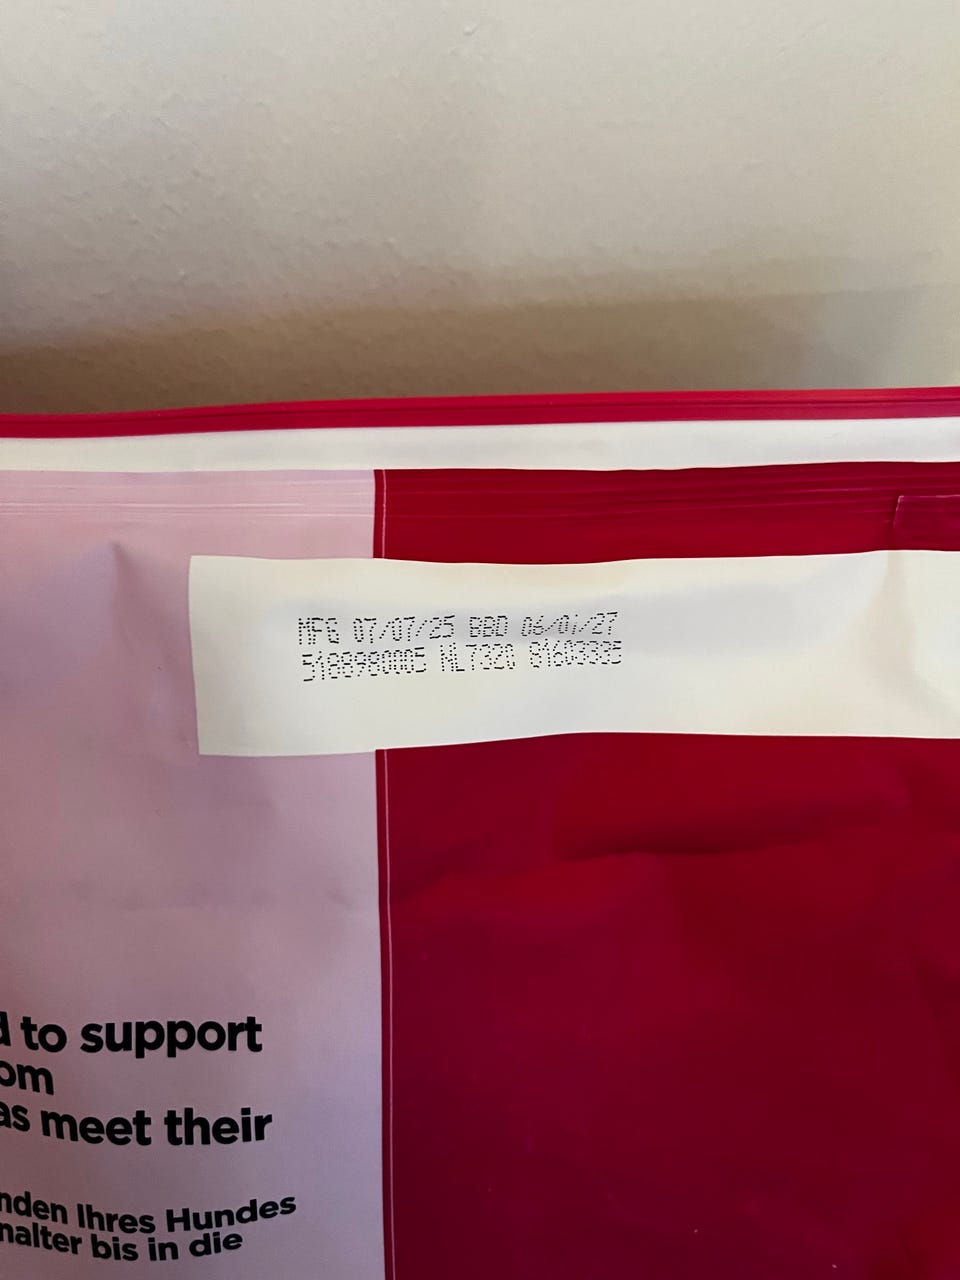 MFG 07/07/25 BBD 06/01/27
5188980005 NL7320 81603335
to support
om
as meet their
nden Ihres Hundes
nalter bis in die